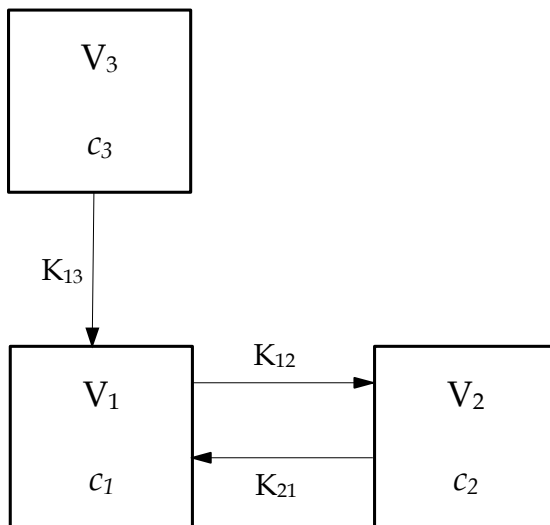 V₃
c₃
K₁₃
K₁₂
V₁
V₂
c₁
K₂₁
c₂